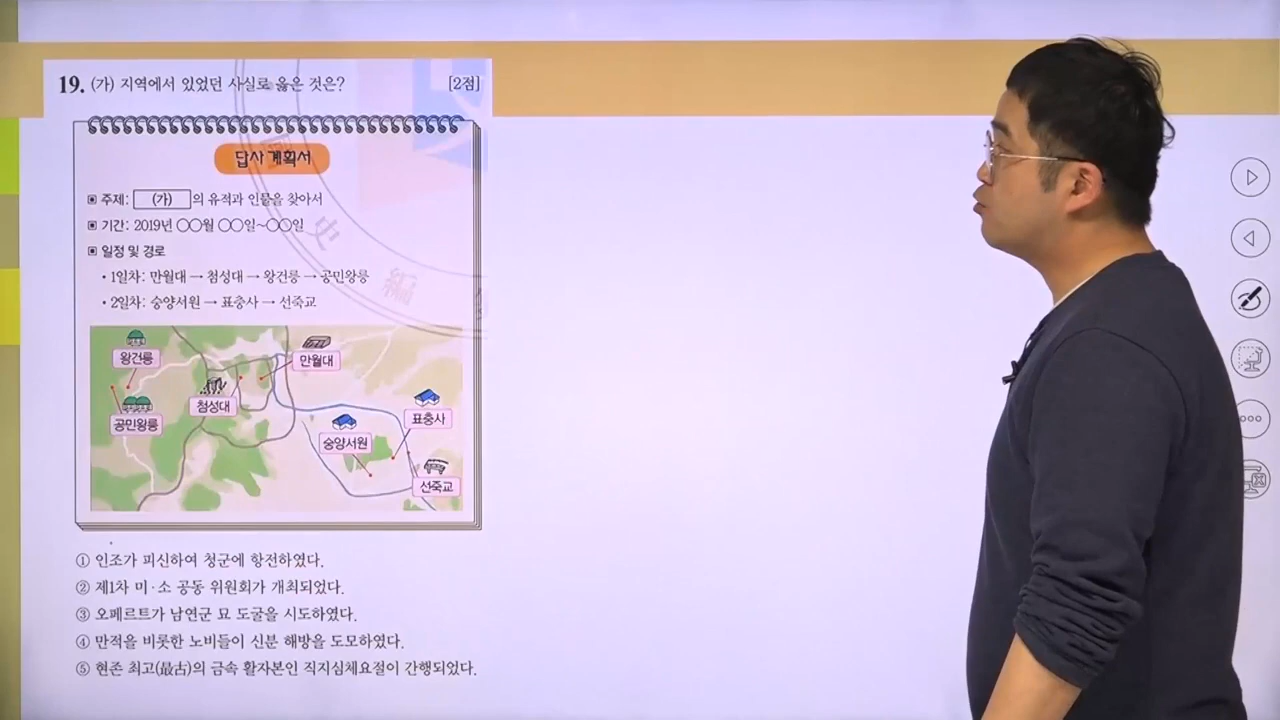 19. (가) 지역에서 있었던 사실로 옳은 것은? [2점]
답사 계획서
▣ 주제: (가) 의 유적과 인물을 찾아서
▣ 기간: 2019년 ○○월 ○○일~○○일
▣ 일정 및 경로
• 1일차: 만월대 → 첨성대 → 왕건릉 → 공민왕릉
• 2일차: 숭양서원 → 표충사 → 선죽교
왕건릉
만월대
첨성대
공민왕릉
표충사
숭양서원
선죽교
① 인조가 피신하여 청군에 항전하였다.
② 제1차 미·소 공동 위원회가 개최되었다.
③ 오페르트가 남연군 묘 도굴을 시도하였다.
④ 만적을 비롯한 노비들이 신분 해방을 도모하였다.
⑤ 현존 최고(最古)의 금속 활자본인 직지심체요절이 간행되었다.